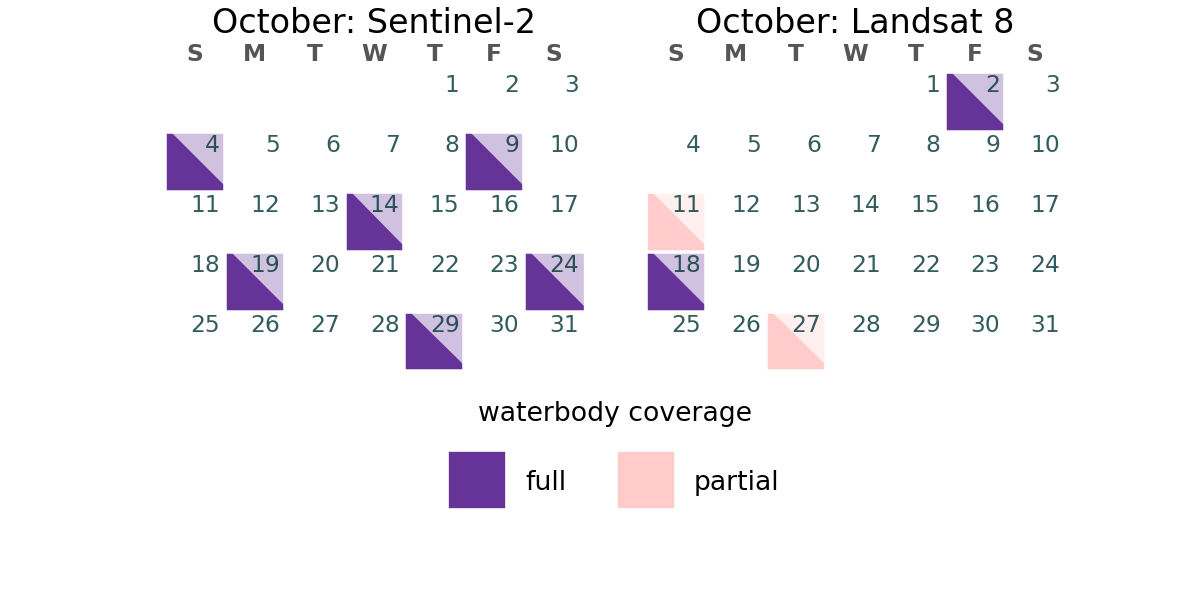 October: Sentinel-2
S M T W T F S
1 2 3
4 5 6 7 8 9 10
11 12 13 14 15 16 17
18 19 20 21 22 23 24
25 26 27 28 29 30 31
October: Landsat 8
S M T W T F S
1 2 3
4 5 6 7 8 9 10
11 12 13 14 15 16 17
18 19 20 21 22 23 24
25 26 27 28 29 30 31
waterbody coverage
full
partial